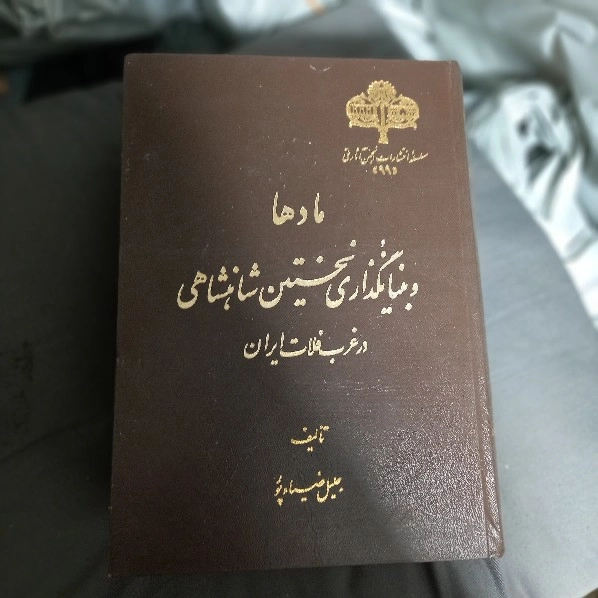 سلسلهٔ انتشارات انجمن آثار ملی
«۹۹»
مادها
و بنیانگذاری نخستین شاهنشاهی
در غرب فلات ایران
تألیف
جلیل ضیاءپور